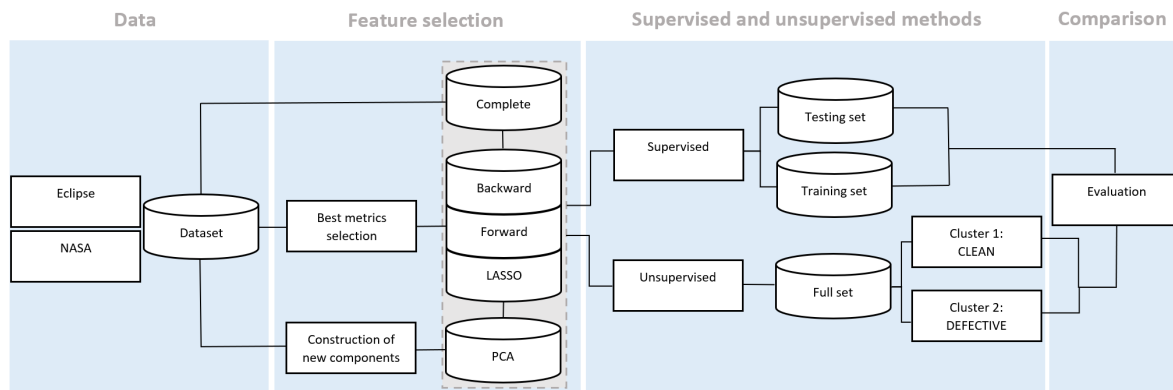 Data
Feature selection
Supervised and unsupervised methods
Comparison
Eclipse
NASA
Dataset
Best metrics
selection
Construction of
new components
Complete
Backward
Forward
LASSO
PCA
Supervised
Unsupervised
Testing set
Training set
Full set
Cluster 1:
CLEAN
Cluster 2:
DEFECTIVE
Evaluation